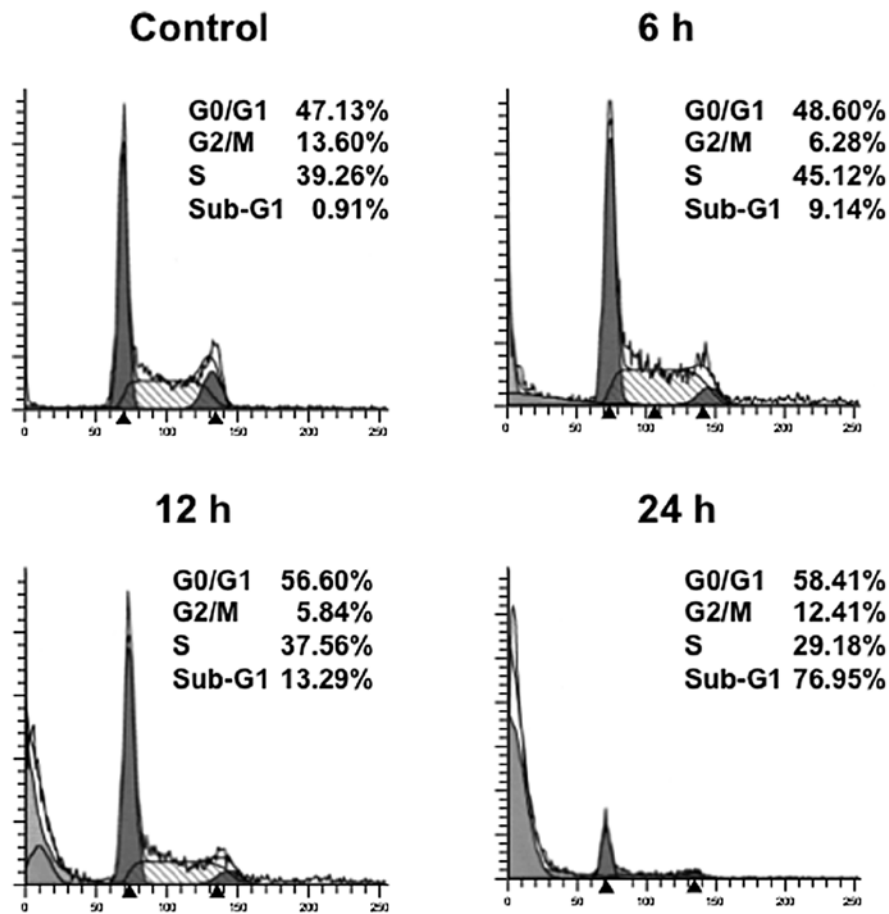 Control
G0/G1 47.13%
G2/M 13.60%
S 39.26%
Sub-G1 0.91%
0 50 100 150 200 250
6 h
G0/G1 48.60%
G2/M 6.28%
S 45.12%
Sub-G1 9.14%
0 50 100 150 200 250
12 h
G0/G1 56.60%
G2/M 5.84%
S 37.56%
Sub-G1 13.29%
0 50 100 150 200 250
24 h
G0/G1 58.41%
G2/M 12.41%
S 29.18%
Sub-G1 76.95%
0 50 100 150 200 250